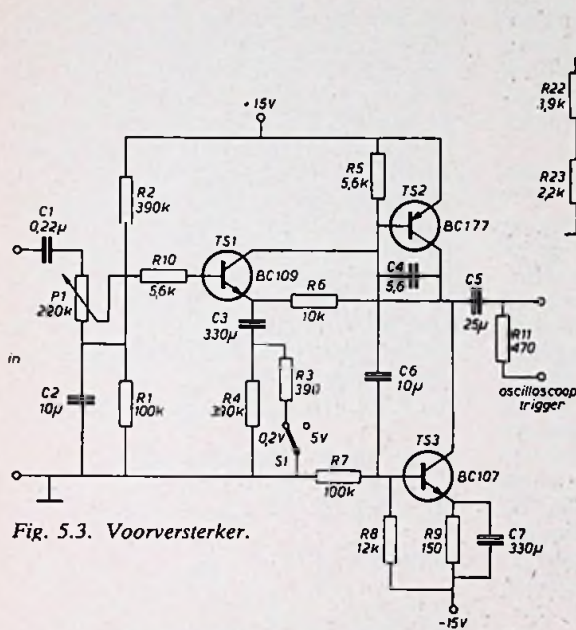 +15V
R22
3,9k
R23
2,2k
R5
5,6k
TS2
BC177
R2
390k
C1
0,22µ
R10
5,6k
TS1
BC109
P1
220k
R6
10k
C4
5,6
C5
25µ
R11
470
C3
330µ
in
C2
10µ
R1
100k
R4
R3
390
C6
10µ
oscilloscoop
trigger
0,2V
5V
S1
R7
100k
TS3
BC107
Fig. 5.3. Voorversterker.
R8
12k
R9
150
C7
330µ
-15V